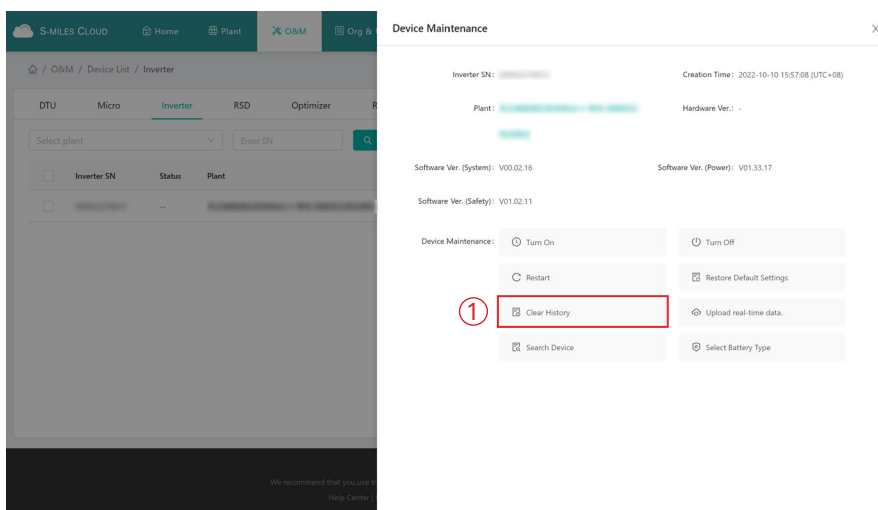 S-MILES CLOUD Home Plant O&M Org &
O&M / Device List / Inverter
DTU Micro Inverter RSD Optimizer R
Select plant Enter SN
Inverter SN Status Plant
--
We recommend that you use th
Help Center |
Device Maintenance
Inverter SN: Creation Time: 2022-10-10 15:57:08 (UTC+08)
Plant: Hardware Ver.: -
Software Ver. (System): V00.02.16 Software Ver. (Power): V01.33.17
Software Ver. (Safety): V01.02.11
Device Maintenance: Turn On Turn Off
Restart Restore Default Settings
1 Clear History Upload real-time data.
Search Device Select Battery Type